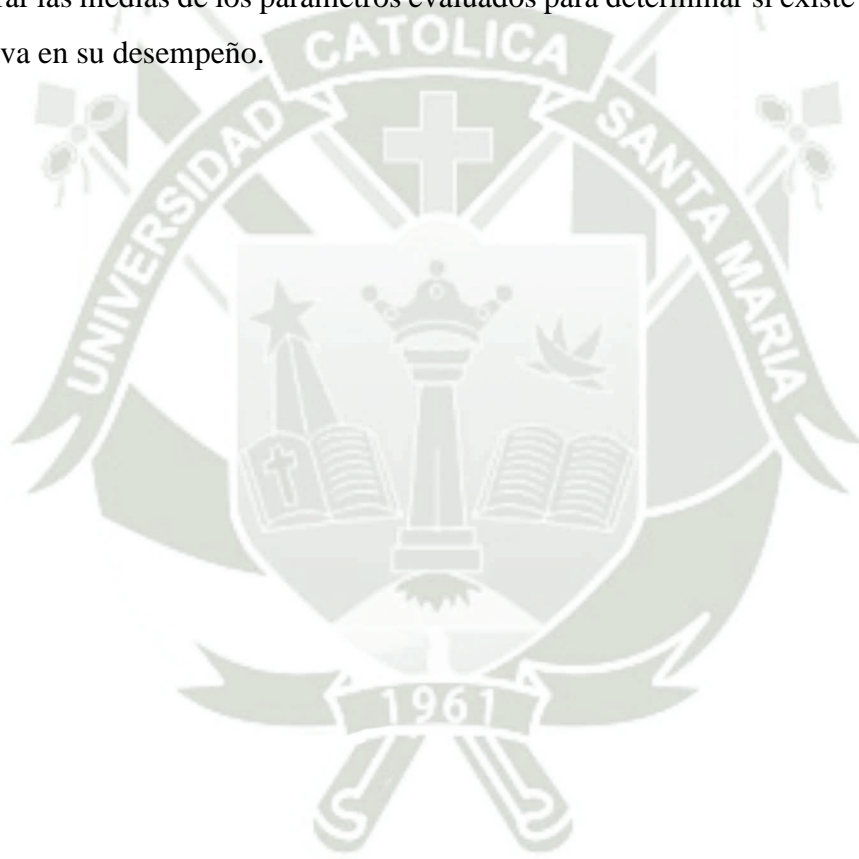 rar las medias de los parámetros evaluados para determinar si existe
va en su desempeño.
UNIVERSIDAD CATOLICA SANTA MARIA
1961